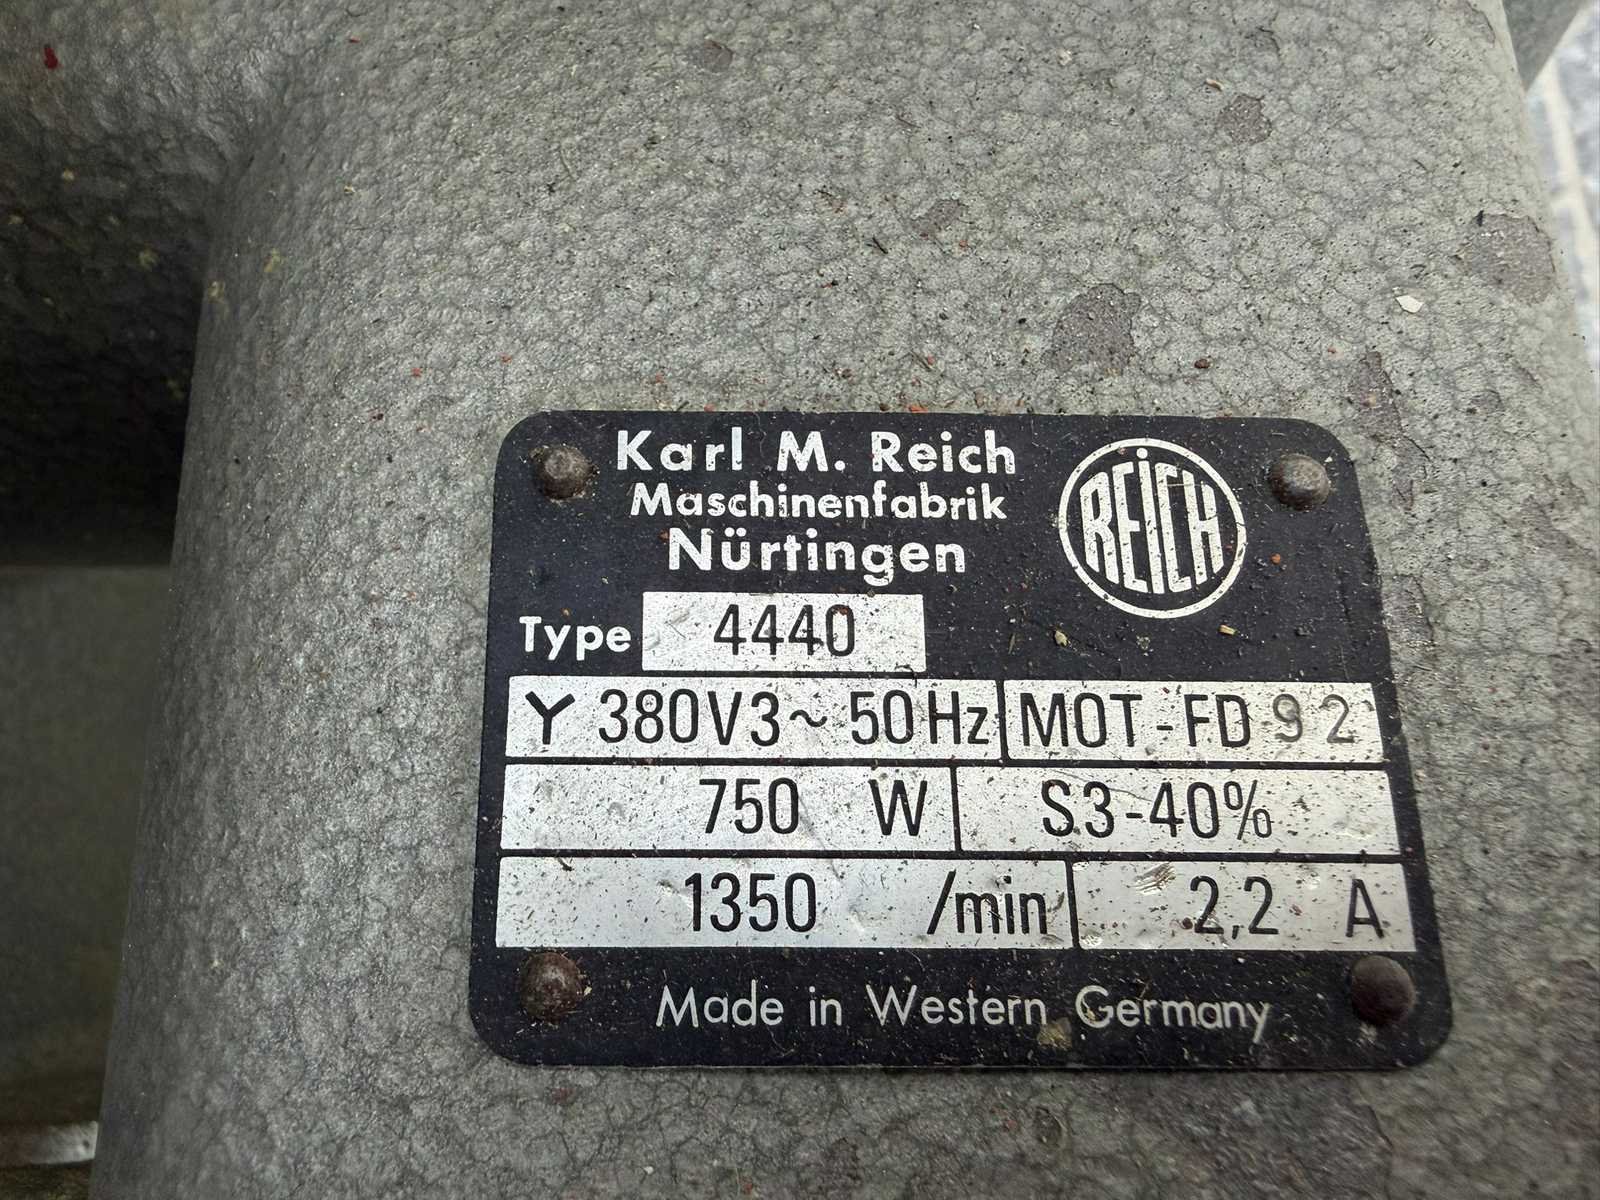 Karl M. Reich
Maschinenfabrik
Nürtingen
REICH
Type 4440
Y 380V3~ 50Hz MOT-FD 92
750 W S3-40%
1350 /min 2,2 A
Made in Western Germany